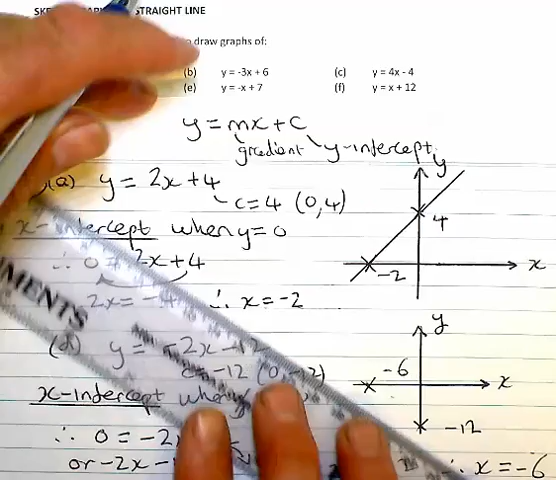 STRAIGHT LINE
draw graphs of:
(b) y = -3x + 6 (c) y = 4x - 4
(e) y = -x + 7 (f) y = x + 12
y = mx + c
gradient y-intercept
(a) y = 2x + 4
c = 4 (0,4)
x-intercept when y = 0
∴ 0 = 2x + 4
2x = -4 ∴ x = -2
y
4
-2 x
(d) y = -2x - 12
c = -12 (0,-12)
x-intercept when
∴ 0 = -2
or -2x -
y
-6 x
-12
∴ x = -6